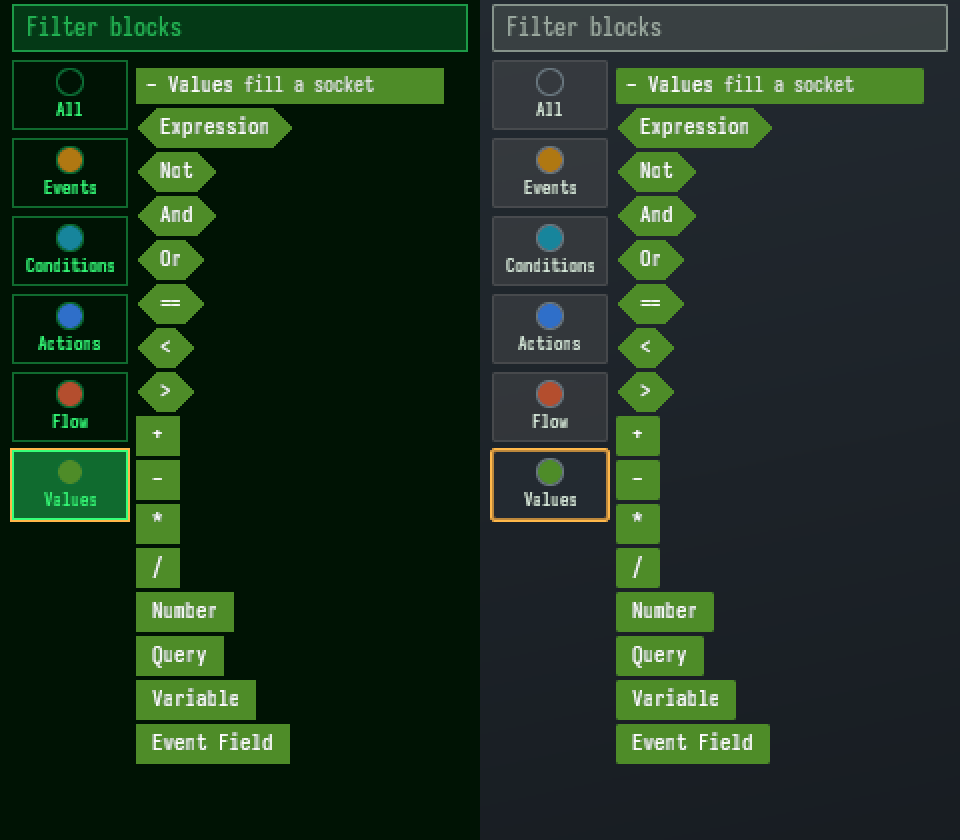 Filter blocks
All
Events
Conditions
Actions
Flow
Values
– Values fill a socket
Expression
Not
And
Or
==
<
>
+
–
*
/
Number
Query
Variable
Event Field
Filter blocks
All
Events
Conditions
Actions
Flow
Values
– Values fill a socket
Expression
Not
And
Or
==
<
>
+
–
*
/
Number
Query
Variable
Event Field